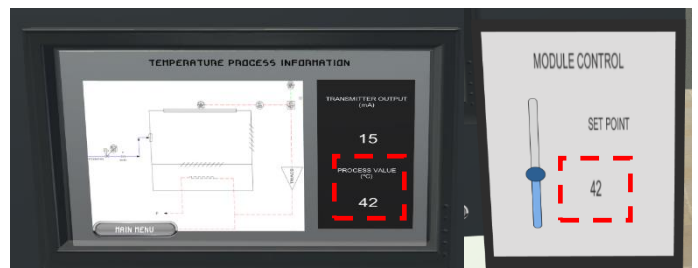 TEMPERATURE PROCESS INFORMATION
TRANSMITTER OUTPUT
(mA)
15
PROCESS VALUE
(°C)
42
MAIN MENU
MODULE CONTROL
SET POINT
42